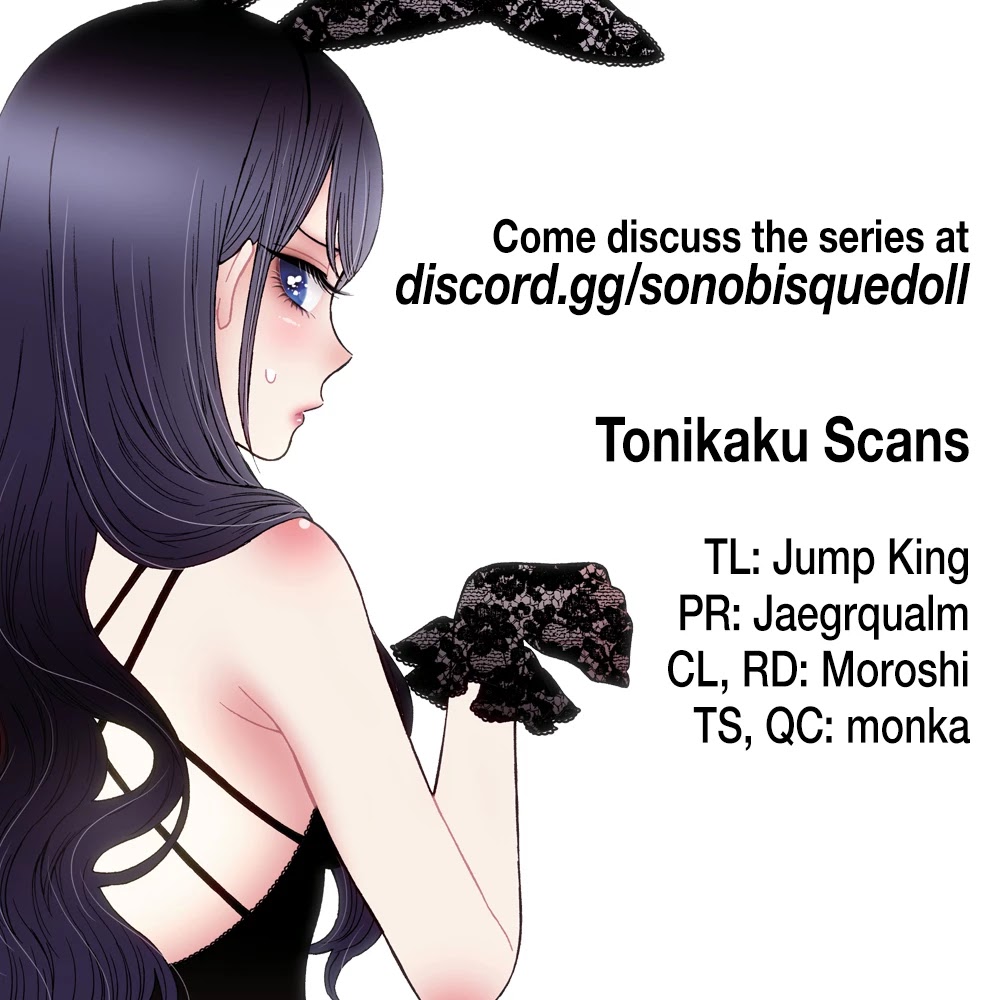 Come discuss the series at
discord.gg/sonobisquedoll
Tonikaku Scans
TL: Jump King
PR: Jaegrqualm
CL, RD: Moroshi
TS, QC: monka